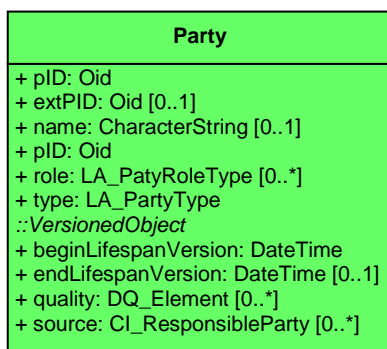 Party
+ pID: Oid
+ extPID: Oid [0..1]
+ name: CharacterString [0..1]
+ pID: Oid
+ role: LA_PatyRoleType [0..*]
+ type: LA_PartyType
::VersionedObject
+ beginLifespanVersion: DateTime
+ endLifespanVersion: DateTime [0..1]
+ quality: DQ_Element [0..*]
+ source: CI_ResponsibleParty [0..*]